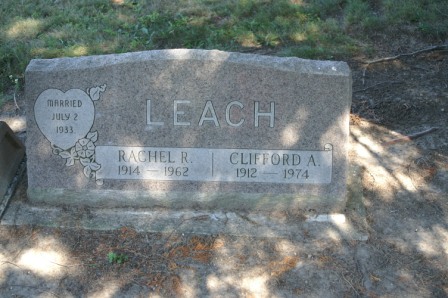 MARRIED
JULY 2
1933
LEACH
RACHEL R.
1914 — 1962
CLIFFORD A.
1912 — 1974